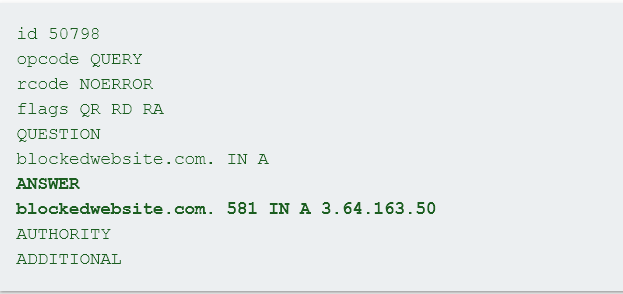 id 50798
opcode QUERY
rcode NOERROR
flags QR RD RA
QUESTION
blockedwebsite.com. IN A
ANSWER
blockedwebsite.com. 581 IN A 3.64.163.50
AUTHORITY
ADDITIONAL